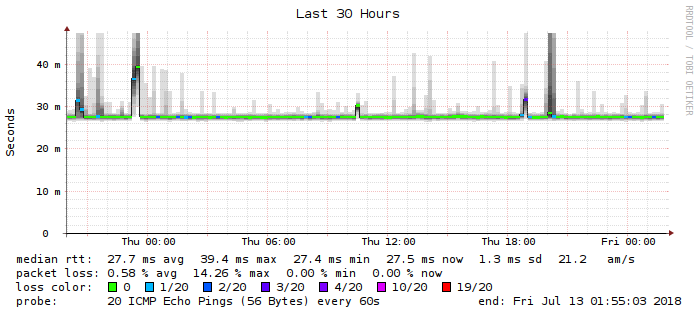 Last 30 Hours
RRDTOOL / TOBI OETIKER
Seconds
40 m
30 m
20 m
10 m
0
Thu 00:00 Thu 06:00 Thu 12:00 Thu 18:00 Fri 00:00
median rtt: 27.7 ms avg 39.4 ms max 27.4 ms min 27.5 ms now 1.3 ms sd 21.2 am/s
packet loss: 0.58 % avg 14.26 % max 0.00 % min 0.00 % now
loss color: 0 1/20 2/20 3/20 4/20 10/20 19/20
probe: 20 ICMP Echo Pings (56 Bytes) every 60s end: Fri Jul 13 01:55:03 2018